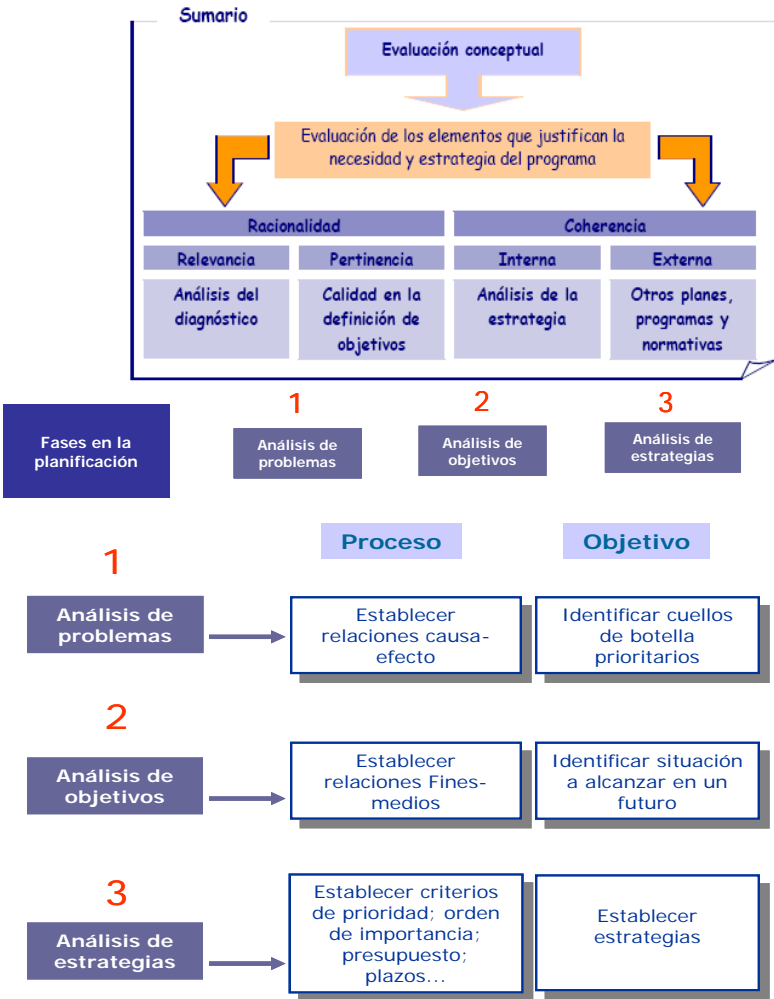 Sumario
Evaluación conceptual
Evaluación de los elementos que justifican la
necesidad y estrategia del programa
Racionalidad
Coherencia
Relevancia
Pertinencia
Interna
Externa
Análisis del
diagnóstico
Calidad en la
definición de
objetivos
Análisis de la
estrategia
Otros planes,
programas y
normativas
Fases en la
planificación
1
Análisis de
problemas
2
Análisis de
objetivos
3
Análisis de
estrategias
Proceso
Objetivo
1
Análisis de
problemas
Establecer
relaciones causa-
efecto
Identificar cuellos
de botella
prioritarios
2
Análisis de
objetivos
Establecer
relaciones Fines-
medios
Identificar situación
a alcanzar en un
futuro
3
Análisis de
estrategias
Establecer criterios
de prioridad; orden
de importancia;
presupuesto;
plazos...
Establecer
estrategias